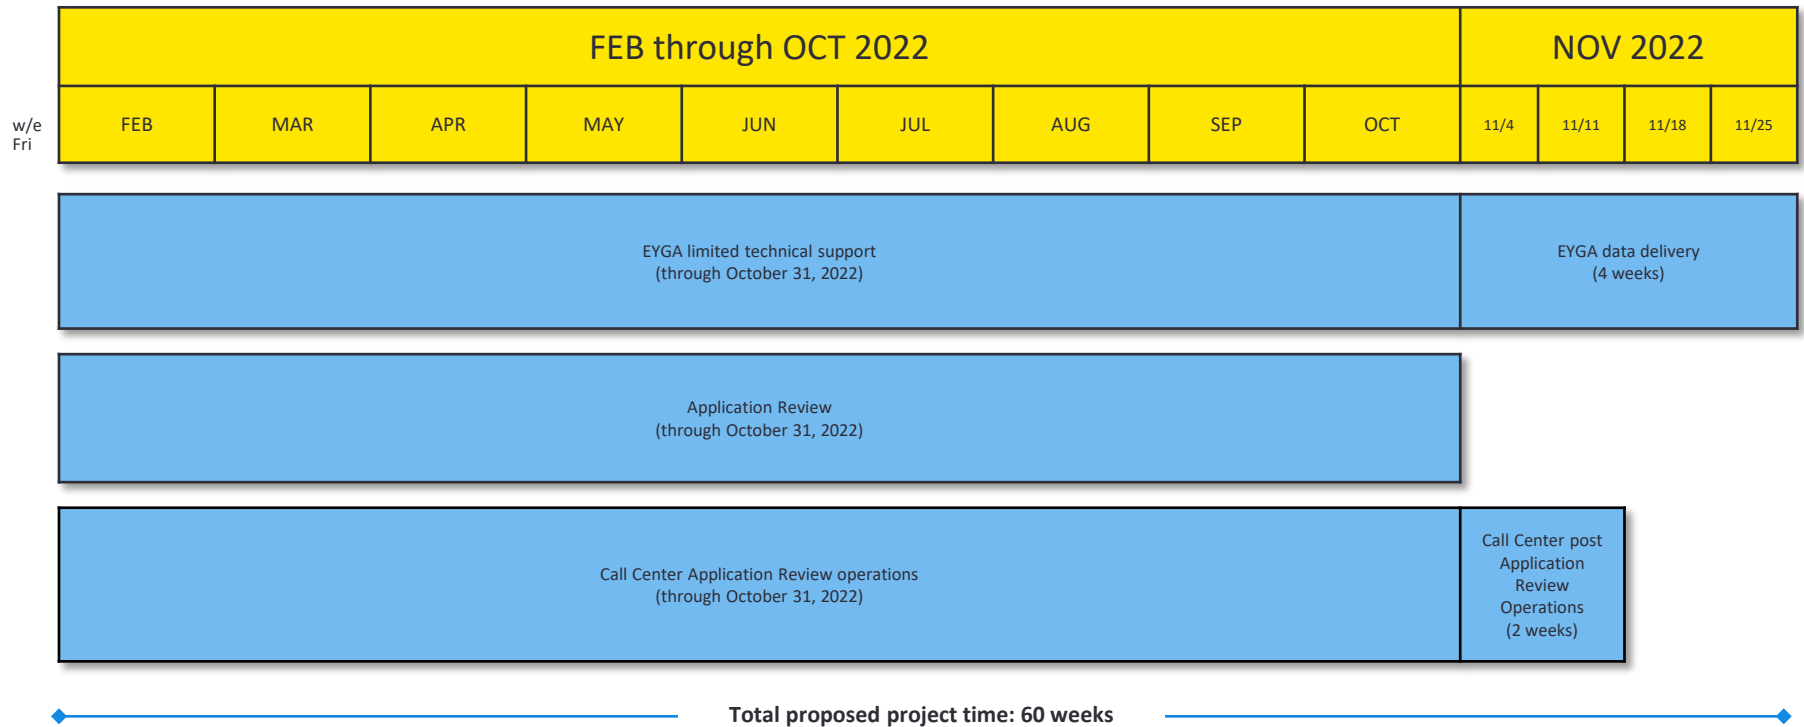 FEB through OCT 2022
NOV 2022
w/e
Fri
FEB
MAR
APR
MAY
JUN
JUL
AUG
SEP
OCT
11/4
11/11
11/18
11/25
EYGA limited technical support
(through October 31, 2022)
EYGA data delivery
(4 weeks)
Application Review
(through October 31, 2022)
Call Center Application Review operations
(through October 31, 2022)
Call Center post
Application
Review
Operations
(2 weeks)
Total proposed project time: 60 weeks